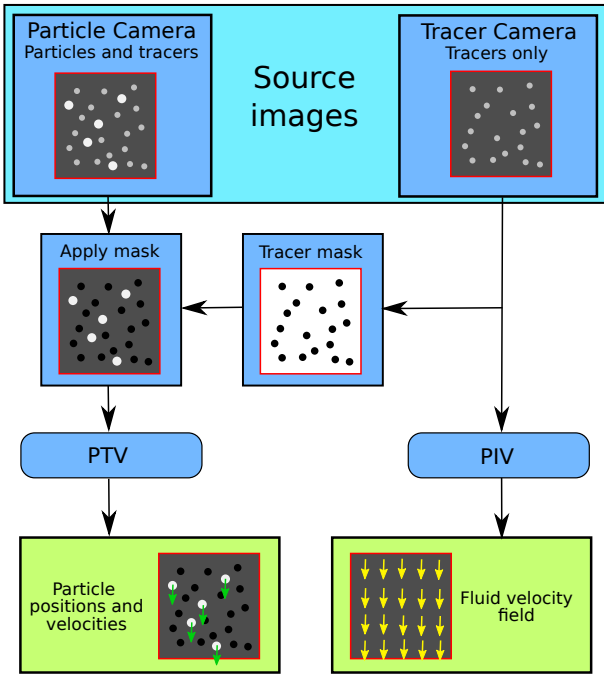 Particle Camera
Particles and tracers
Tracer Camera
Tracers only
Source
images
Apply mask
Tracer mask
PTV
PIV
Particle
positions and
velocities
Fluid velocity
field